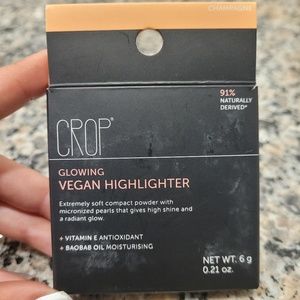 CHAMPAGNE
91%
NATURALLY
DERIVED*
CROP®
GLOWING
VEGAN HIGHLIGHTER
Extremely soft compact powder with
micronized pearls that gives high shine and
a radiant glow.
+ VITAMIN E ANTIOXIDANT
+ BAOBAB OIL MOISTURISING
NET WT. 6 g
0.21 oz.